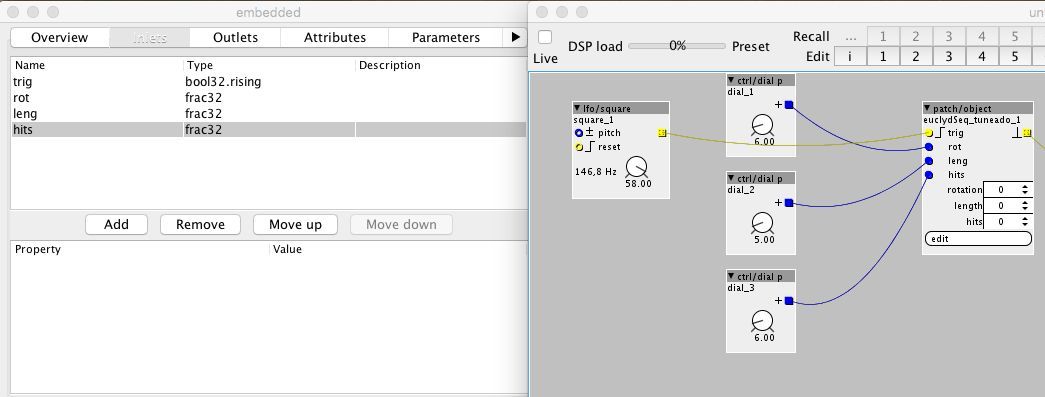 embedded
Overview Inlets Outlets Attributes Parameters
Name Type Description
trig bool32.rising
rot frac32
leng frac32
hits frac32
Add Remove Move up Move down
Property Value
un
Live
DSP load 0% Preset
Recall ... 1 2 3 4 5
Edit i 1 2 3 4 5
lfo/square
square_1
pitch
reset
146,8 Hz
58.00
ctrl/dial p
dial_1
+
6.00
ctrl/dial p
dial_2
+
5.00
ctrl/dial p
dial_3
+
6.00
patch/object
euclydSeq_tuneado_1
trig
rot
leng
hits
rotation 0
length 0
hits 0
edit